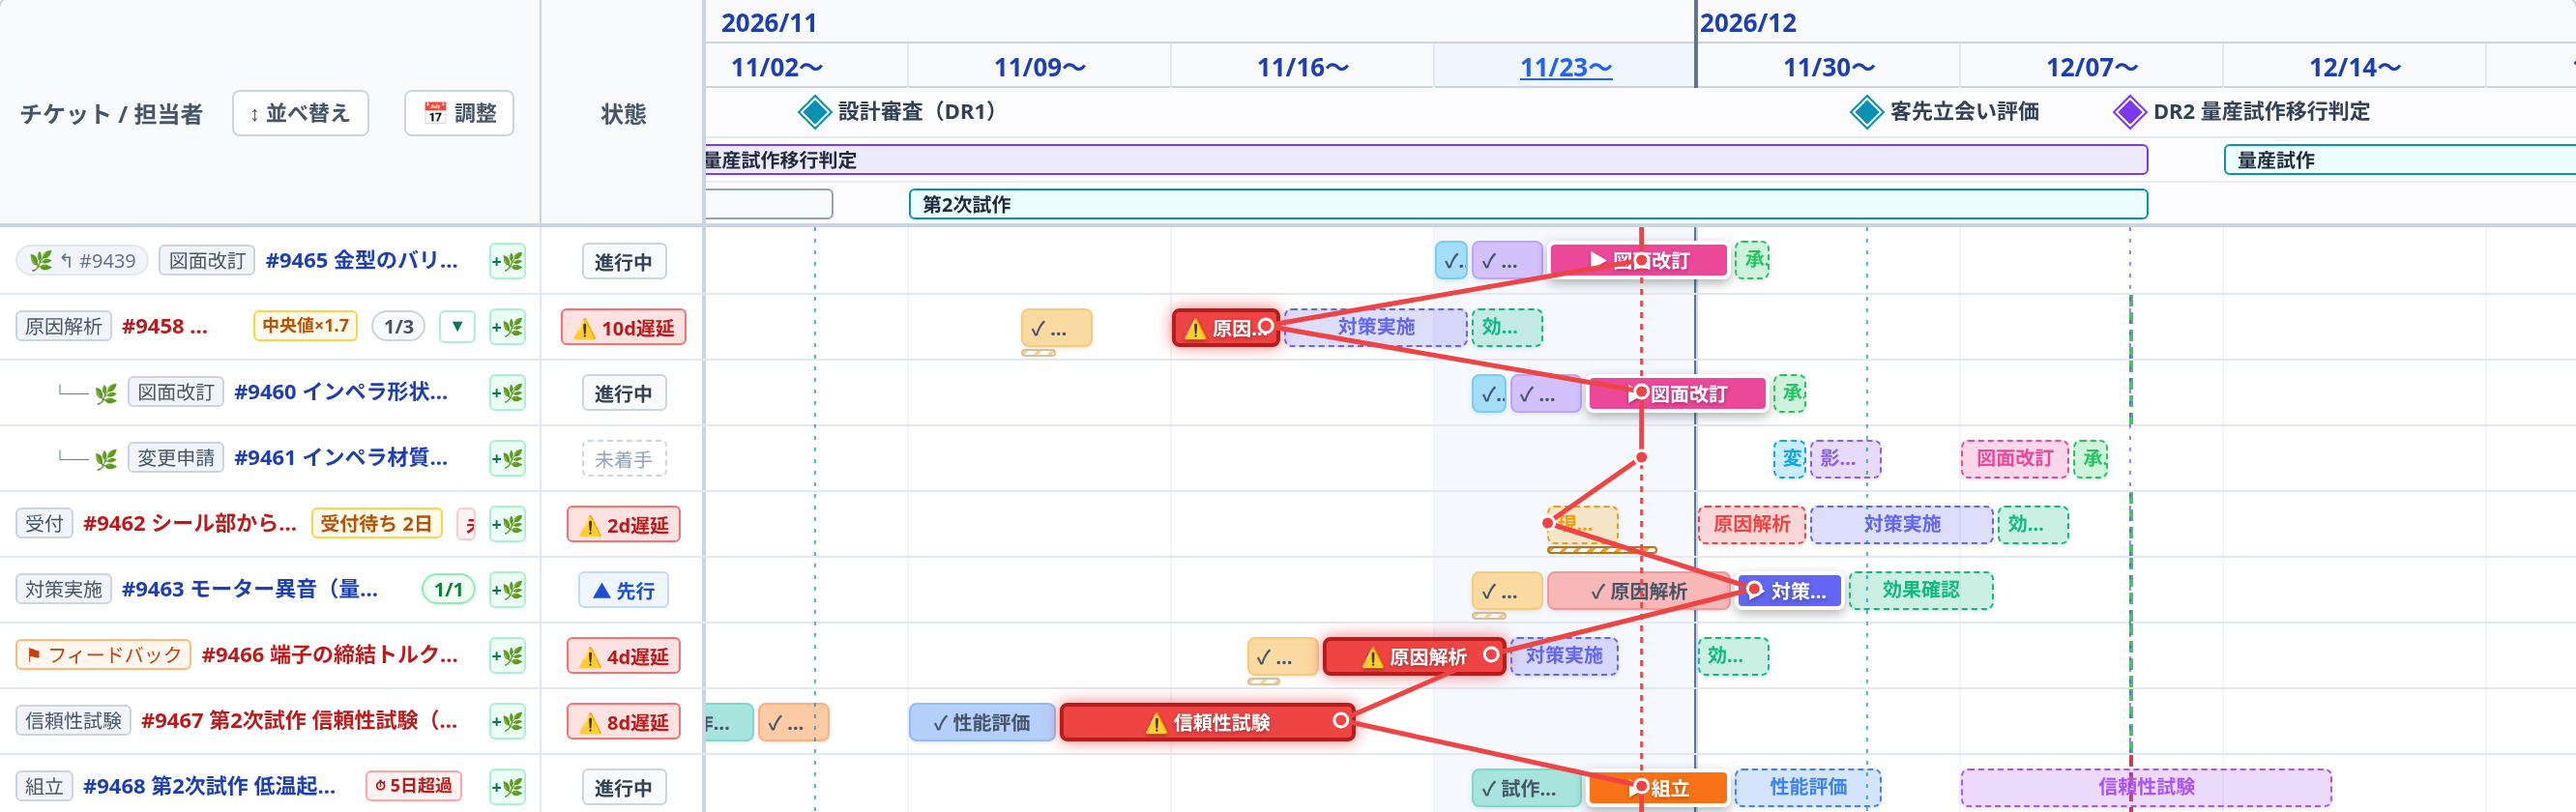 2026/11
2026/12
11/02～
11/09～
11/16～
11/23～
11/30～
12/07～
12/14～
チケット / 担当者
↕ 並べ替え
調整
状態
設計審査（DR1）
客先立会い評価
DR2 量産試作移行判定
量産試作移行判定
量産試作
第2次試作
↰ #9439 図面改訂 #9465 金型のバリ… +
進行中
✓.. ✓ … ▶ 図面改訂 承
原因解析 #9458 … 中央値×1.7 1/3 ▼ +
⚠ 10d遅延
✓ … ⚠ 原因… 対策実施 効…
図面改訂 #9460 インペラ形状… +
進行中
✓.. ✓ … 図面改訂 承
変更申請 #9461 インペラ材質… +
未着手
変 影… 図面改訂 承
受付 #9462 シール部から… 受付待ち 2日 +
⚠ 2d遅延
現… 原因解析 対策実施 効…
対策実施 #9463 モーター異音（量… 1/1 +
▲ 先行
✓ … ✓ 原因解析 対策… 効果確認
⚑ フィードバック #9466 端子の締結トルク… +
⚠ 4d遅延
✓ … ⚠ 原因解析 対策実施 効…
信頼性試験 #9467 第2次試作 信頼性試験（… +
⚠ 8d遅延
… ✓ … ✓ 性能評価 ⚠ 信頼性試験
組立 #9468 第2次試作 低温起… ⏱ 5日超過 +
進行中
✓ 試作… 組立 性能評価 信頼性試験